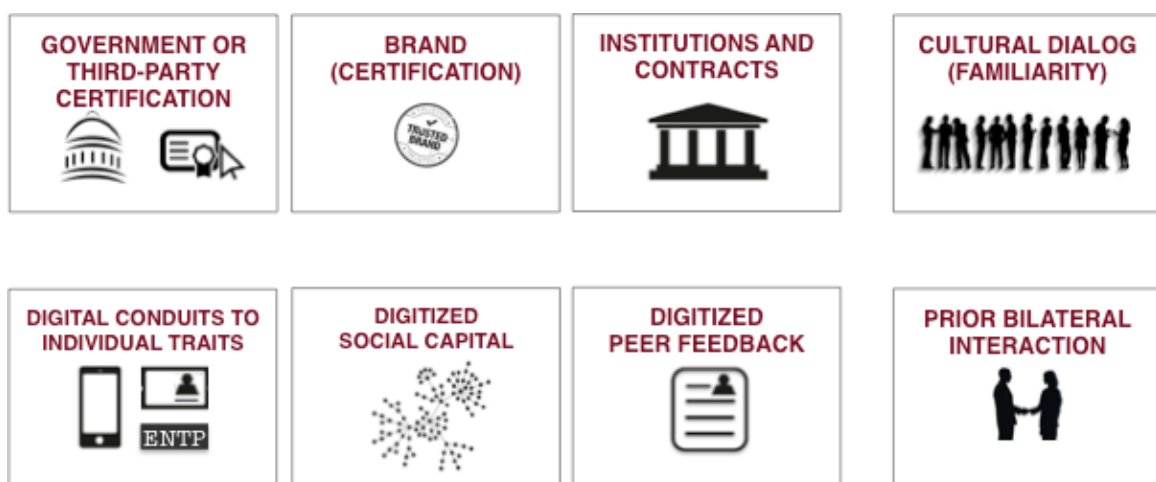 GOVERNMENT OR
THIRD-PARTY
CERTIFICATION
BRAND
(CERTIFICATION)
TRUSTED
BRAND
INSTITUTIONS AND
CONTRACTS
CULTURAL DIALOG
(FAMILIARITY)
DIGITAL CONDUITS TO
INDIVIDUAL TRAITS
ENTP
DIGITIZED
SOCIAL CAPITAL
DIGITIZED
PEER FEEDBACK
PRIOR BILATERAL
INTERACTION